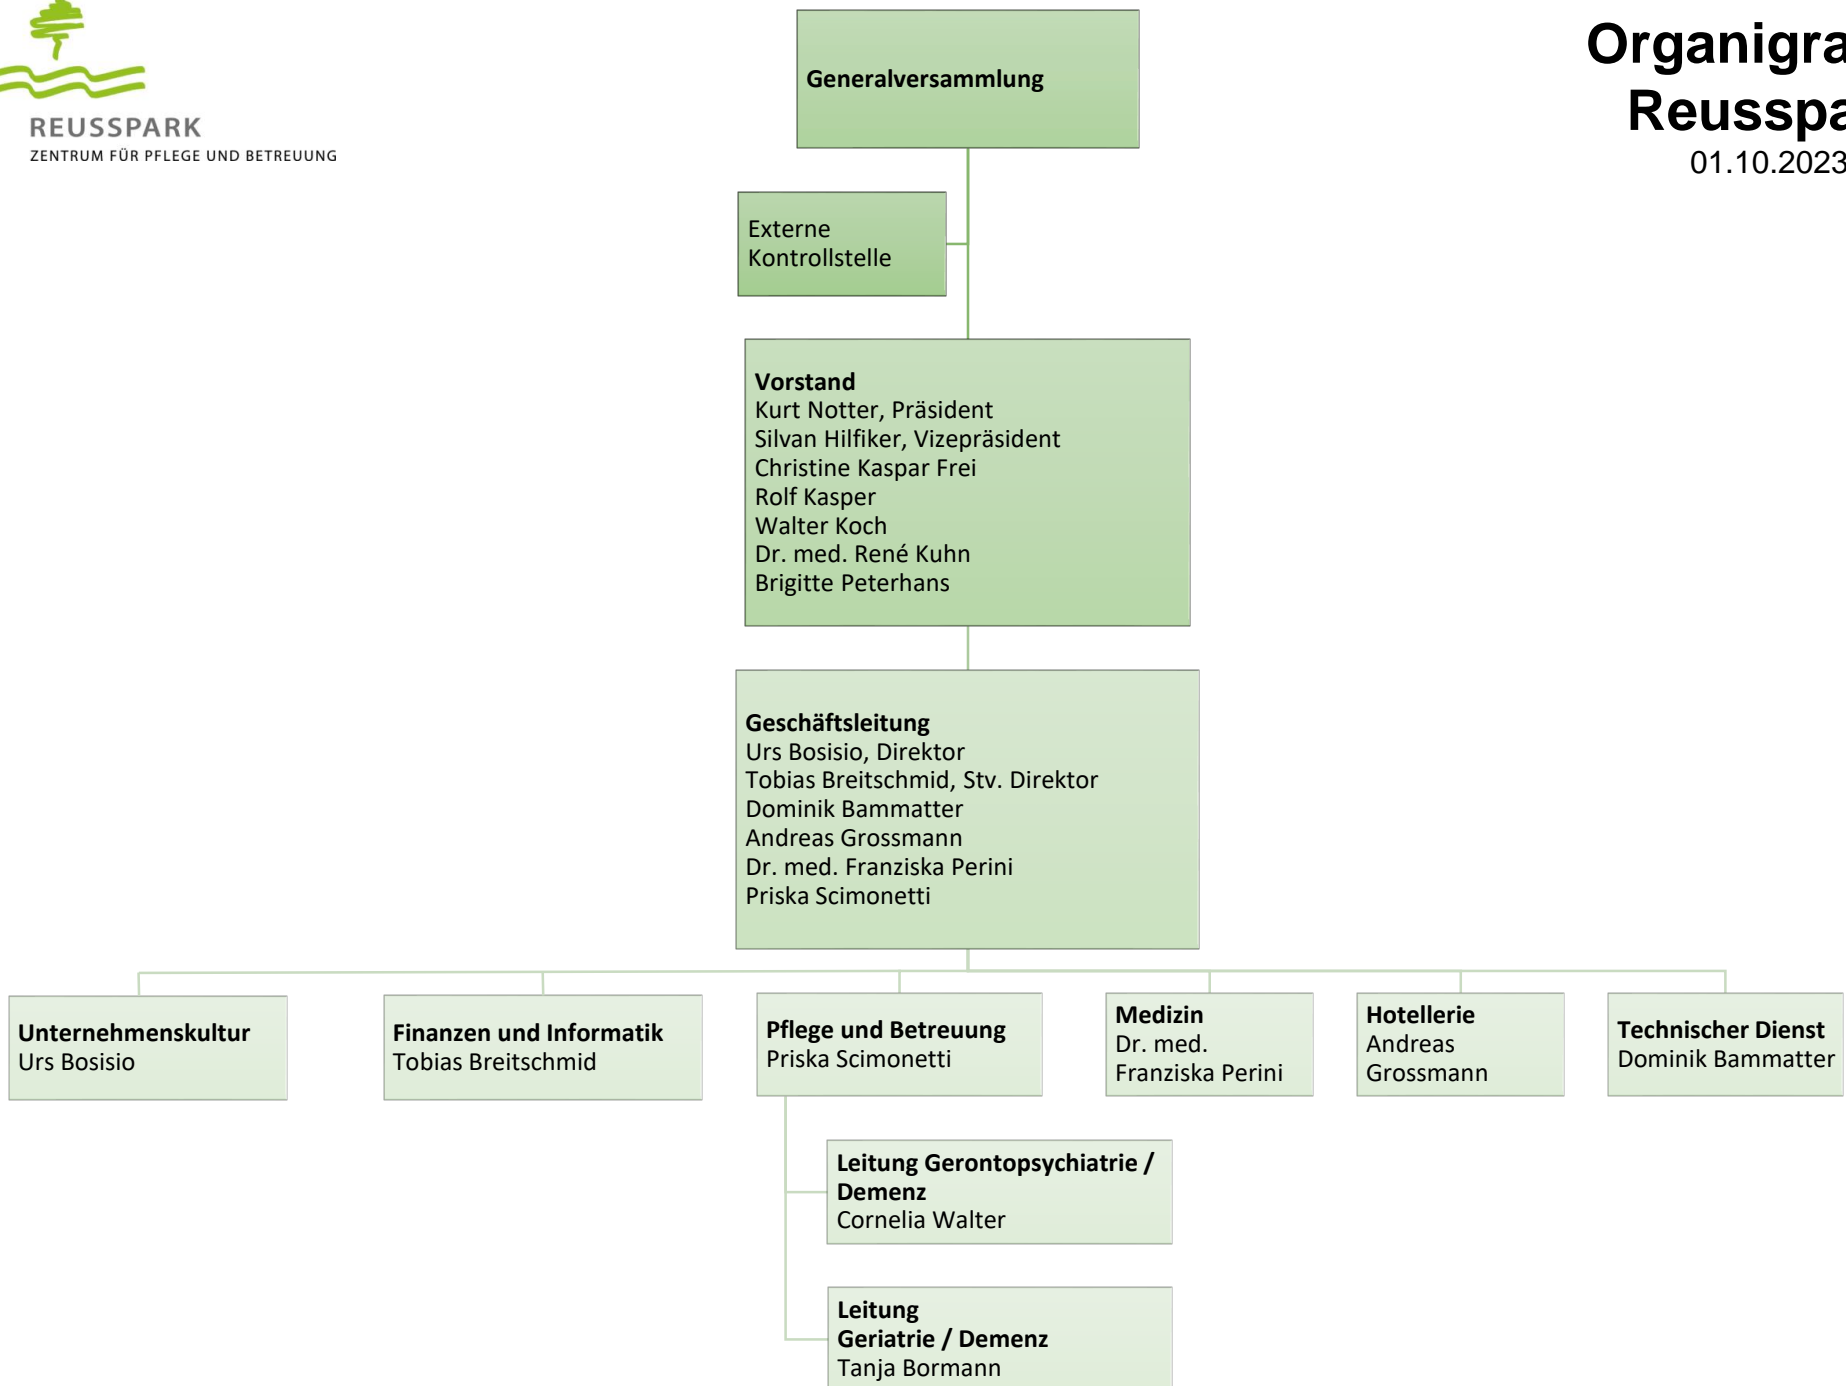 REUSSPARK
ZENTRUM FÜR PFLEGE UND BETREUUNG
01.10.2023
Generalversammlung
Externe
Kontrollstelle
Vorstand
Kurt Notter, Präsident
Silvan Hilfiker, Vizepräsident
Christine Kaspar Frei
Rolf Kasper
Walter Koch
Dr. med. René Kuhn
Brigitte Peterhans
Geschäftsleitung
Urs Bosisio, Direktor
Tobias Breitschmid, Stv. Direktor
Dominik Bammatter
Andreas Grossmann
Dr. med. Franziska Perini
Priska Scimonetti
Unternehmenskultur
Urs Bosisio
Finanzen und Informatik
Tobias Breitschmid
Pflege und Betreuung
Priska Scimonetti
Medizin
Dr. med.
Franziska Perini
Hotellerie
Andreas
Grossmann
Technischer Dienst
Dominik Bammatter
Leitung Gerontopsychiatrie /
Demenz
Cornelia Walter
Leitung
Geriatrie / Demenz
Tanja Bormann